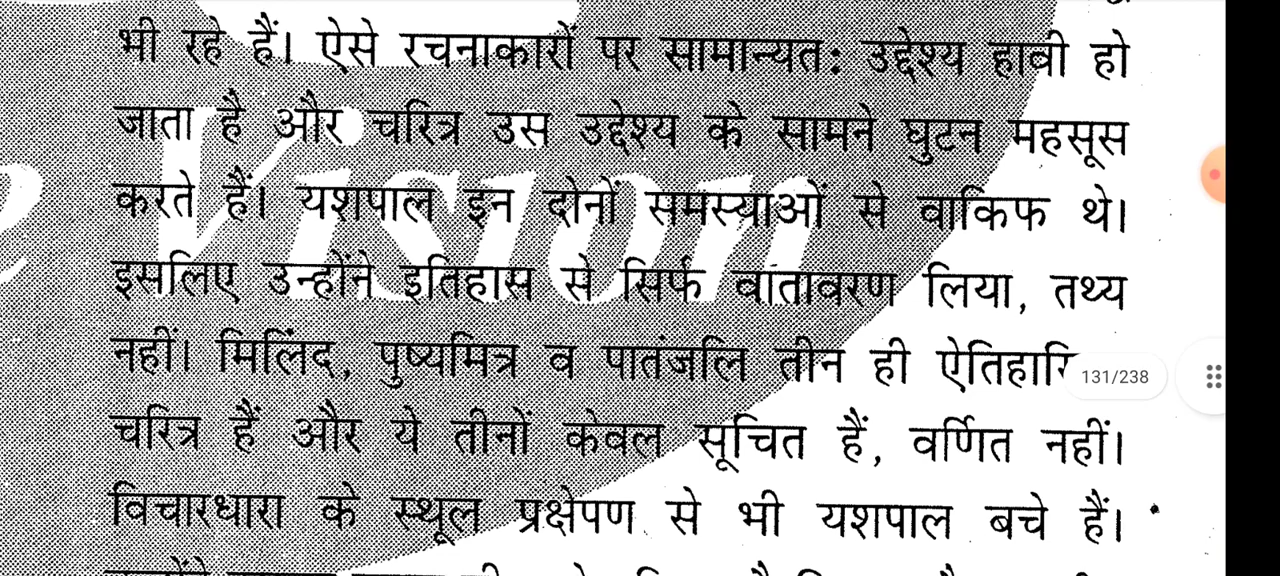 भी रहे हैं। ऐसे रचनाकारों पर सामान्यत: उद्देश्य हावी हो
जाता है और चरित्र उस उद्देश्य के सामने घुटन महसूस
करते हैं। यशपाल इन दोनों समस्याओं से वाकिफ थे।
इसलिए उन्होंने इतिहास से सिर्फ वातावरण लिया, तथ्य
नहीं। मिलिंद, पुष्यमित्र व पातंजलि तीन ही
131/238
चरित्र हैं और ये तीनों केवल सूचित हैं, वर्णित नहीं।
विचारधारा के स्थूल प्रक्षेपण से भी यशपाल बचे हैं।